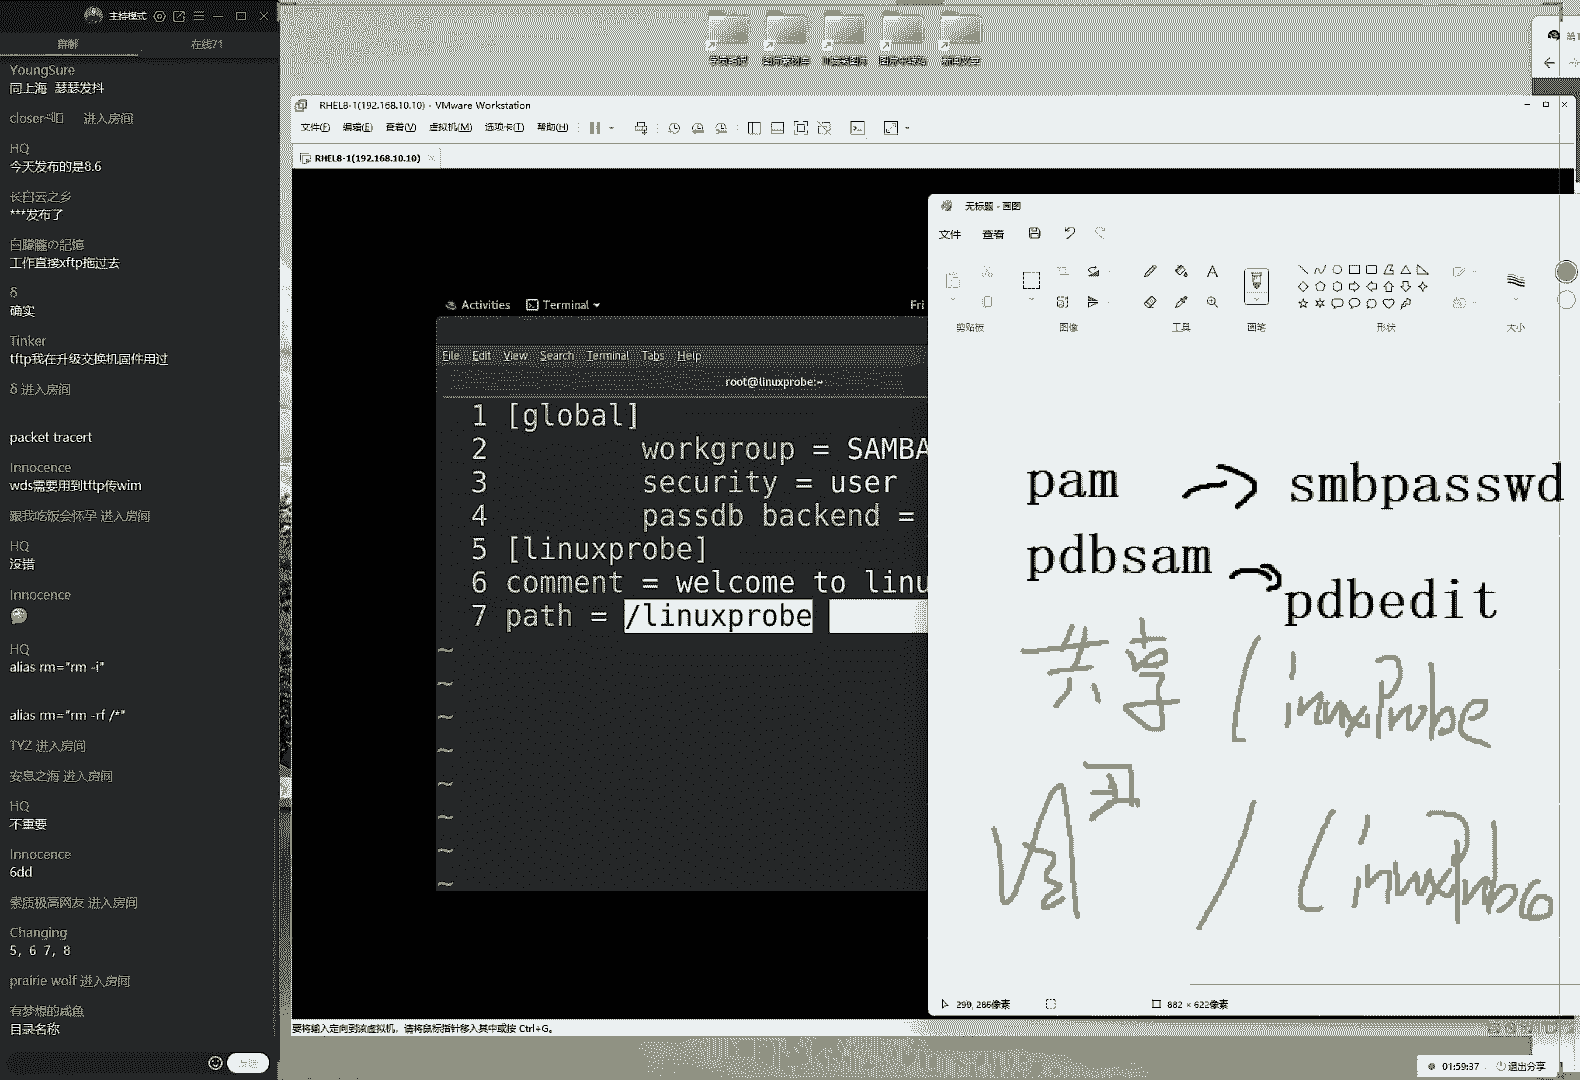 主持模式
群聊
在线71
YoungSure
同上海 瑟瑟发抖
进入房间
HQ
今天发布的是8.6
长白云之乡
***发布了
白朦朧の記憶
工作直接xftp拖过去
δ
确实
Tinker
tftp我在升级交换机固件用过
δ 进入房间
packet tracert
Innocence
wds需要用到tftp传wim
跟我吃饭会怀孕 进入房间
HQ
没错
Innocence
HQ
alias rm="rm -i"
alias rm="rm -rf /*"
TYZ 进入房间
安息之海 进入房间
HQ
不重要
Innocence
6dd
素质极高网友 进入房间
Changing
5, 6 7, 8
prairie wolf 进入房间
有梦想的咸鱼
目录名称
发送
RHEL8-1(192.168.10.10) - VMware Workstation
文件(F) 编辑(E) 查看(V) 虚拟机(M) 选项卡(T) 帮助(H)
RHEL8-1(192.168.10.10)
Activities Terminal Fri
File Edit View Search Terminal Tabs Help
root@linuxprobe:~
1 [global]
2 workgroup = SAMBA
3 security = user
4 passdb backend =
5 [linuxprobe]
6 comment = welcome to linu
7 path = /linuxprobe
~
~
~
~
~
~
~
~
无标题 - 画图
文件 查看
剪贴板 图像 工具 画笔 形状 大小
pam smbpasswd
pdbsam
pdbedit
共享 linuxProbe
/ linuxProbe
299, 286像素
882 × 622像素
要将输入定向到该虚拟机，请将鼠标指针移入其中或按 Ctrl+G。
01:59:37 退出分享